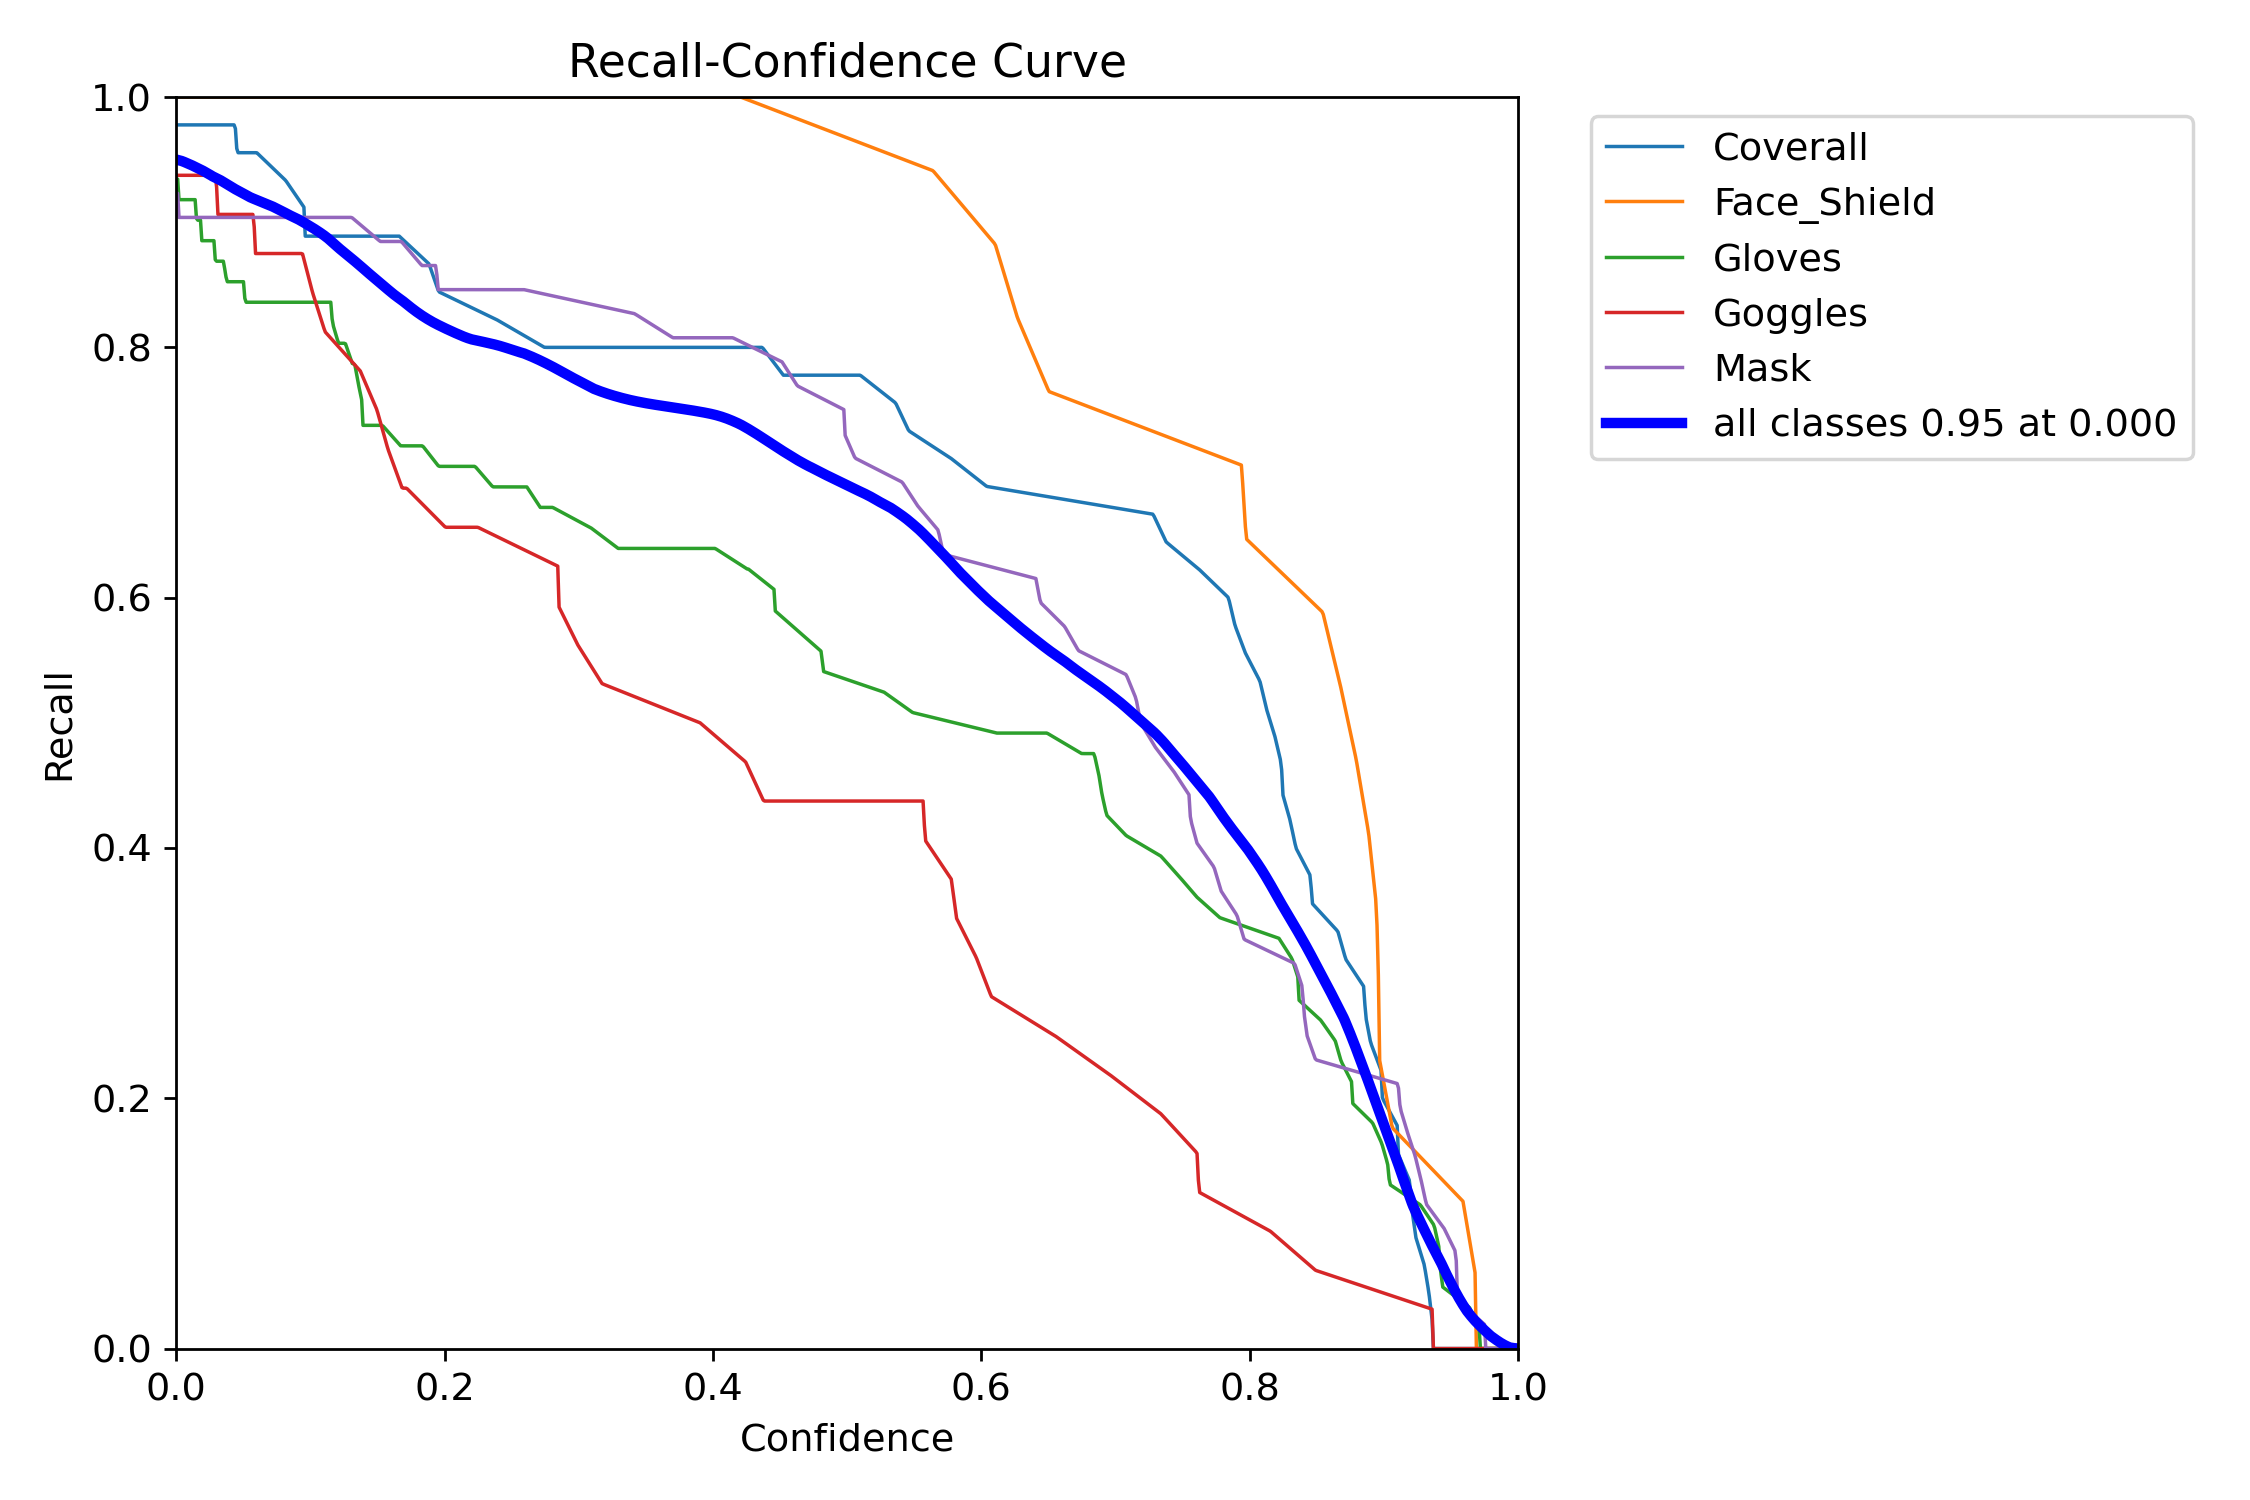 Recall-Confidence Curve
1.0
0.8
0.6
0.4
0.2
0.0
Recall
0.0 0.2 0.4 0.6 0.8 1.0
Confidence
Coverall
Face_Shield
Gloves
Goggles
Mask
all classes 0.95 at 0.000